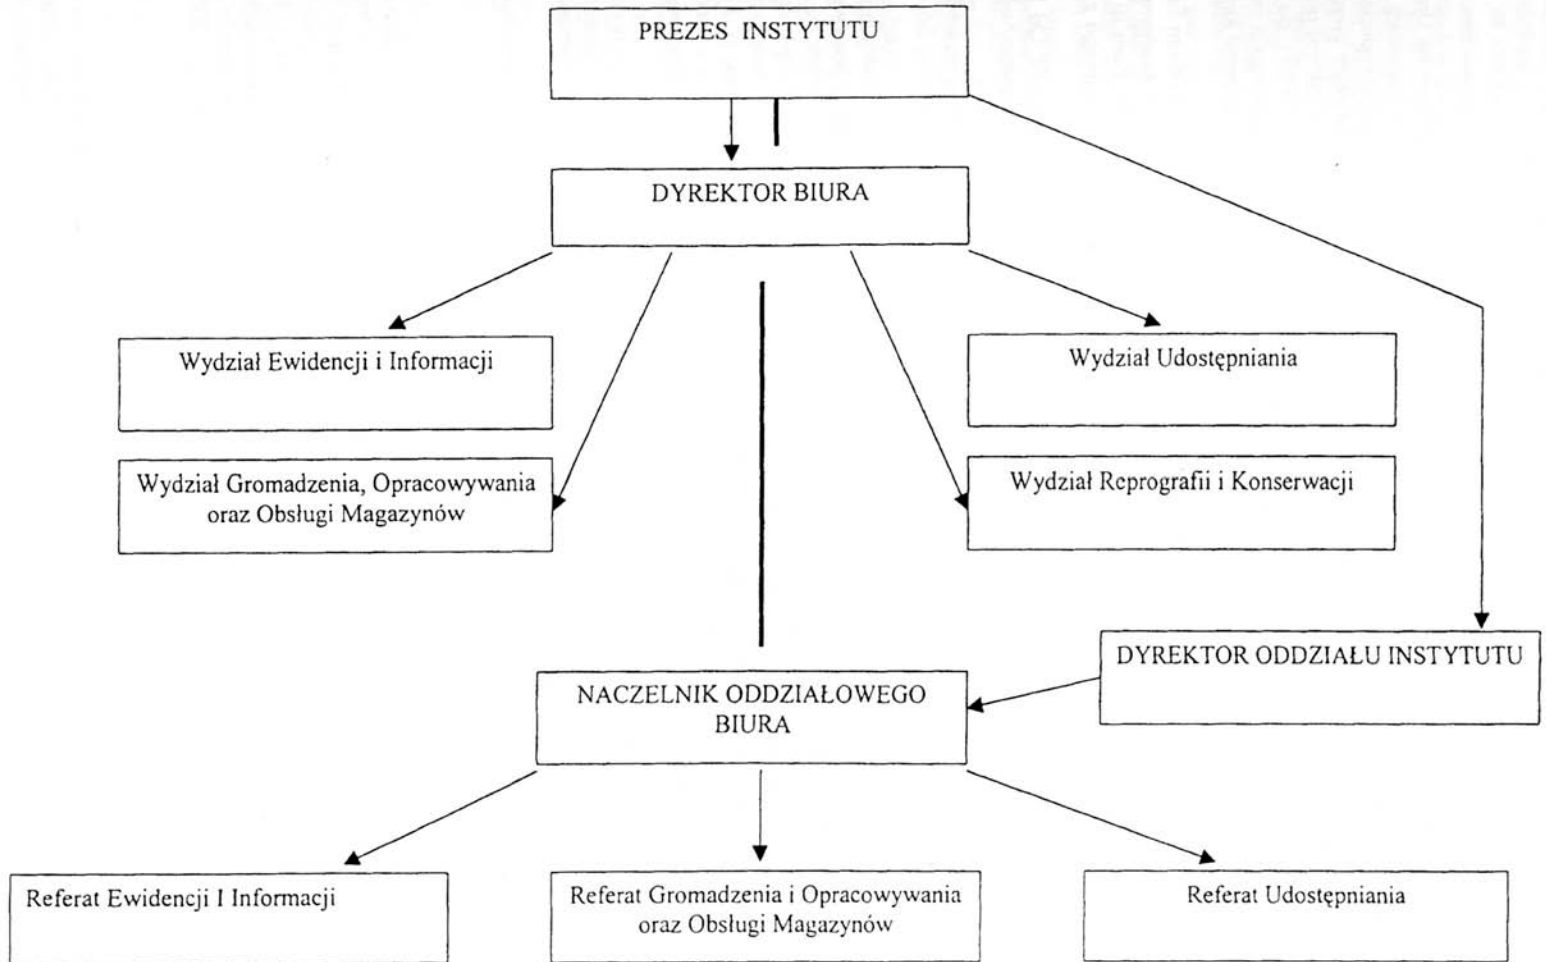 PREZES INSTYTUTU
DYREKTOR BIURA
Wydział Ewidencji i Informacji
Wydział Udostępniania
Wydział Gromadzenia, Opracowywania
oraz Obsługi Magazynów
Wydział Reprografii i Konserwacji
DYREKTOR ODDZIAŁU INSTYTUTU
NACZELNIK ODDZIAŁOWEGO
BIURA
Referat Ewidencji I Informacji
Referat Gromadzenia i Opracowywania
oraz Obsługi Magazynów
Referat Udostępniania